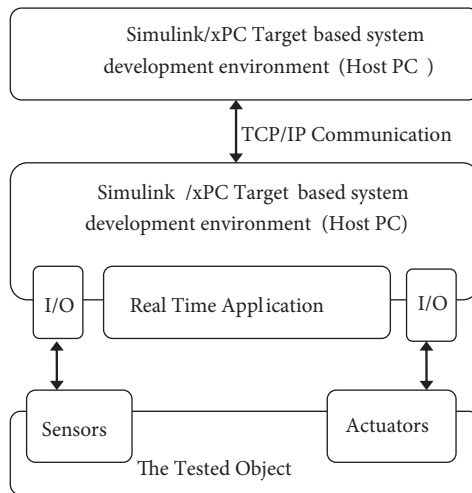 Simulink/xPC Target based system
development environment (Host PC )
TCP/IP Communication
Simulink /xPC Target based system
development environment (Host PC)
I/O
Real Time Application
I/O
Sensors
Actuators
The Tested Object